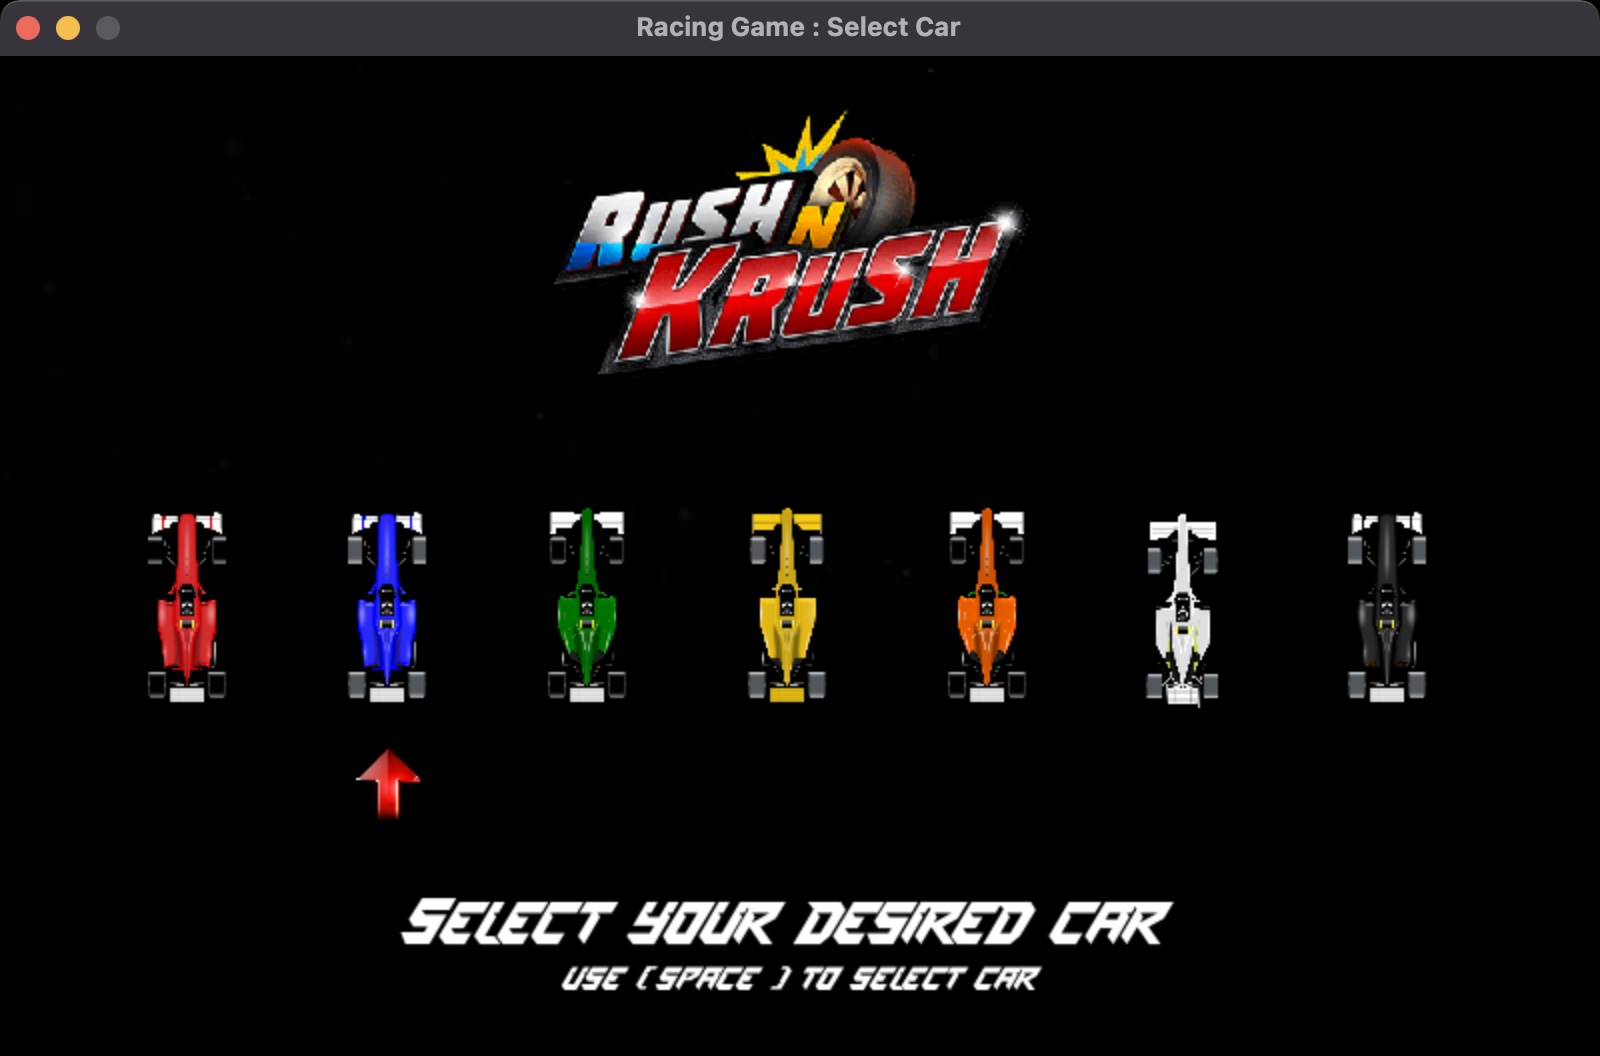 Racing Game : Select Car
RUSH N
KRUSH
SELECT YOUR DESIRED CAR
USE ( SPACE ) TO SELECT CAR